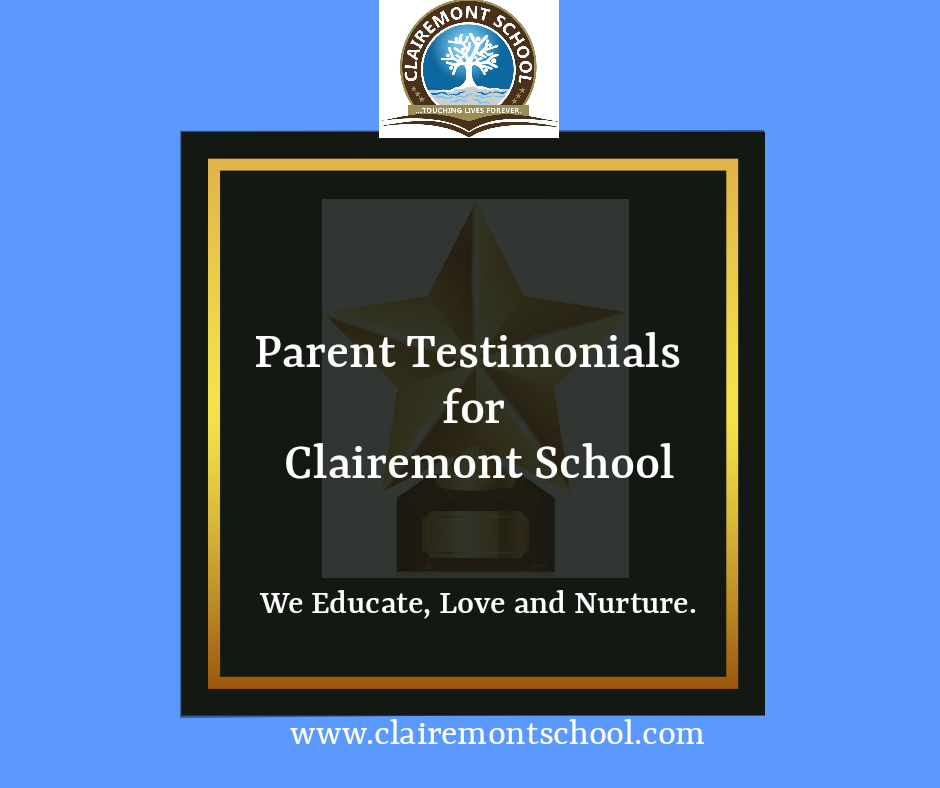 CLAIREMONT SCHOOL
...TOUCHING LIVES FOREVER.
Parent Testimonials
for
Clairemont School
We Educate, Love and Nurture.
www.clairemontschool.com